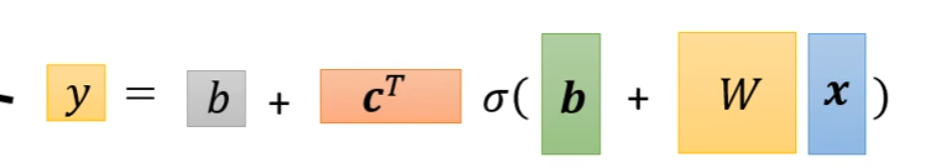 y = b + c^T σ( b + W x )